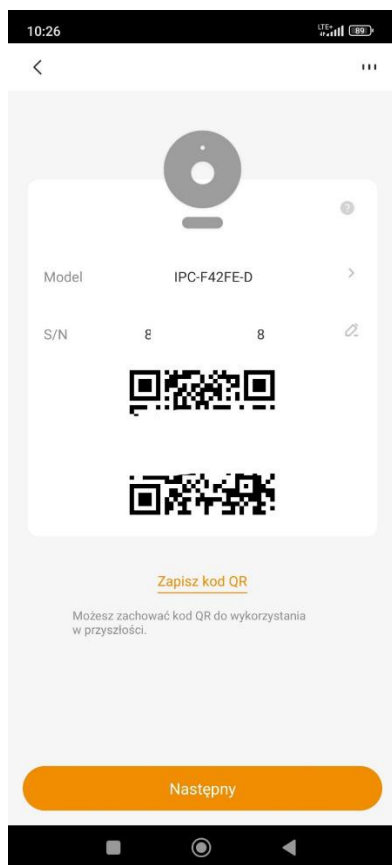 10:26
LTE+ 89
Model IPC-F42FE-D
S/N 8 8
Zapisz kod QR
Możesz zachować kod QR do wykorzystania
w przyszłości.
Następny